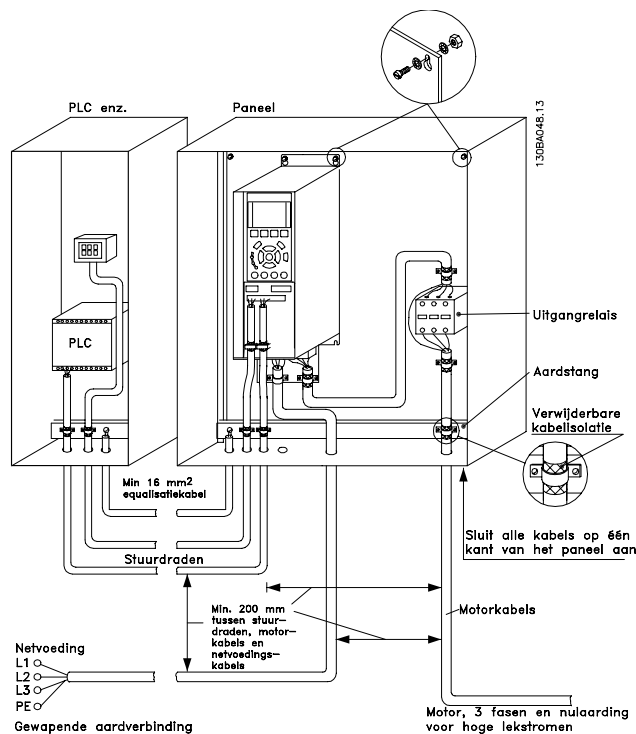 PLC enz.
Paneel
130BA048.13
PLC
Uitgangrelais
Aardstang
Verwijderbare
kabelisolatie
Min 16 mm2
equalisatiekabel
Stuurdraden
Sluit alle kabels op één
kant van het paneel aan
Min. 200 mm
tussen stuur-
draden, motor-
kabels en
netvoedings-
kabels
Motorkabels
Netvoeding
L1
L2
L3
PE
Gewapende aardverbinding
Motor, 3 fasen en nulaarding
voor hoge lekstromen